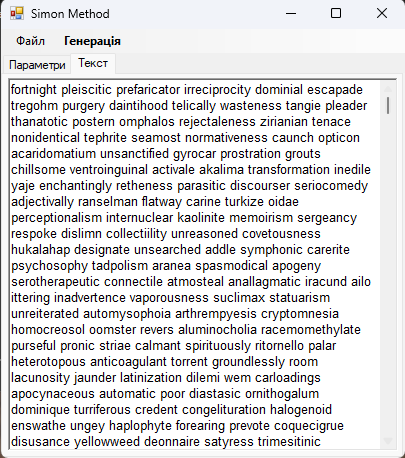 Simon Method
Файл Генерація
Параметри Текст
fortnight pleiscitic prefaricator irreciprocity dominial escapade
tregohm purgery daintihood telically wasteness tangie pleader
thanatotic postern omphalos rejectaleness zirianian tenace
nonidentical tephrite seamost normativeness caunch opticon
acaridomatium unsanctified gyrocar prostration grouts
chillsome ventroinguinal activale akalima transformation inedile
yaje enchantingly retheness parasitic discourser seriocomedy
adjectivally ranselman flatway carine turkize oidae
perceptionalism internuclear kaolinite memoirism sergeancy
respoke dislimn collectiility unreasoned covetousness
hukalahap designate unsearched addle symphonic carerite
psychosophy tadpolism aranea spasmodical apogeny
serotherapeutic connectile atmosteal anallagmatic iracund ailo
ittering inadvertence vaporousness suclimax statuarism
unreiterated automysophoia arthrempyesis cryptomnesia
homocreosol oomster revers aluminocholia racemomethylate
purseful pronic striae calmant spirituously ritornello palar
heterotopous anticoagulant torrent groundlessly room
lacunosity jaunder latinization dilemi wem carloadings
apocynaceous automatic poor diastasic ornithogalum
dominique turriferous credent congelituration halogenoid
enswathe ungey haplophyte forearing prevote coquecigrue
disusance yellowweed deonnaire satyress trimesitinic